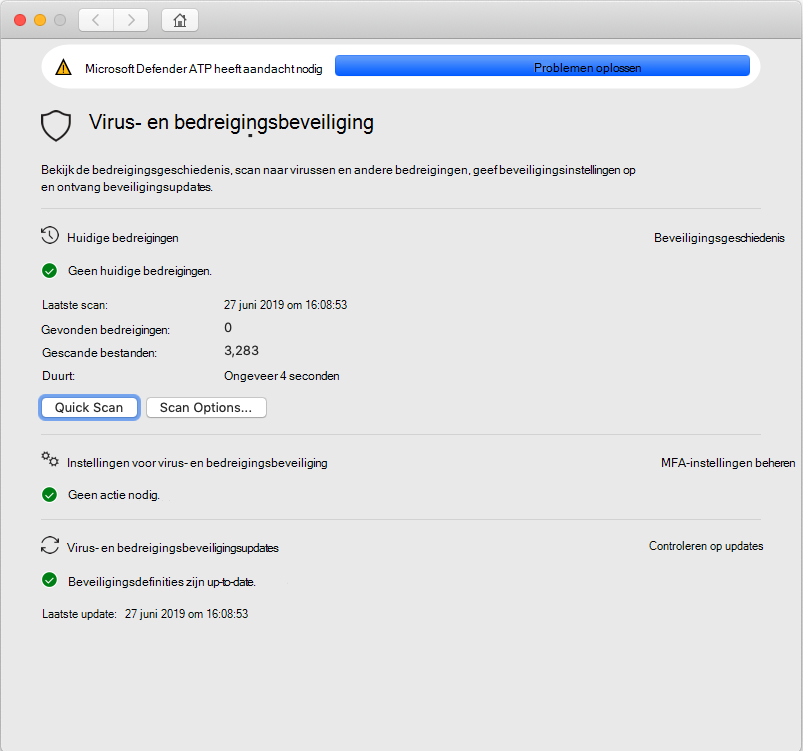 Microsoft Defender ATP heeft aandacht nodig
Problemen oplossen
Virus- en bedreigingsbeveiliging
Bekijk de bedreigingsgeschiedenis, scan naar virussen en andere bedreigingen, geef beveiligingsinstellingen op
en ontvang beveiligingsupdates.
Huidige bedreigingen
Beveiligingsgeschiedenis
Geen huidige bedreigingen.
Laatste scan: 27 juni 2019 om 16:08:53
Gevonden bedreigingen: 0
Gescande bestanden: 3,283
Duurt: Ongeveer 4 seconden
Quick Scan
Scan Options...
Instellingen voor virus- en bedreigingsbeveiliging
MFA-instellingen beheren
Geen actie nodig.
Virus- en bedreigingsbeveiligingsupdates
Controleren op updates
Beveiligingsdefinities zijn up-to-date.
Laatste update: 27 juni 2019 om 16:08:53